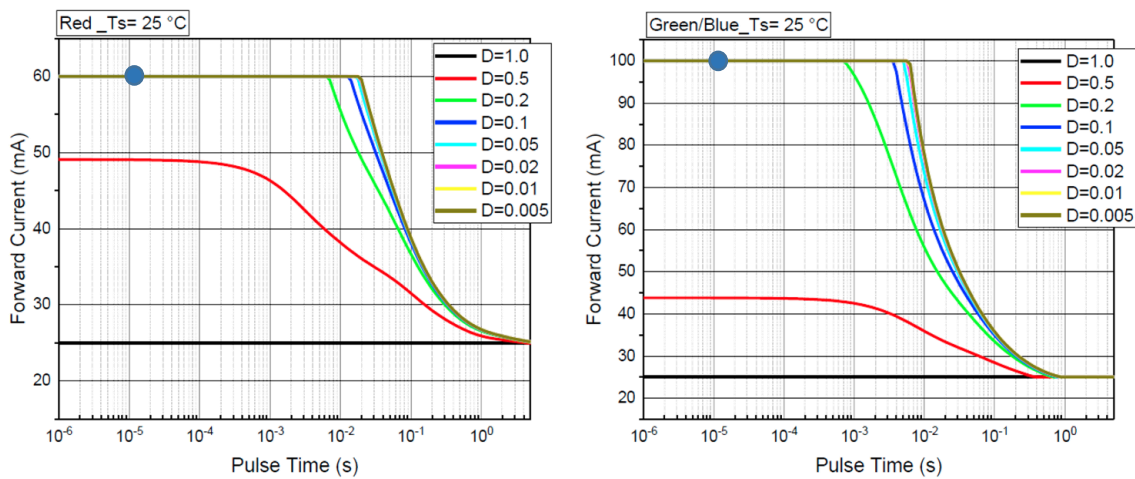 Red _Ts= 25 °C
D=1.0
D=0.5
D=0.2
D=0.1
D=0.05
D=0.02
D=0.01
D=0.005
Forward Current (mA)
60
50
40
30
20
10⁻⁶ 10⁻⁵ 10⁻⁴ 10⁻³ 10⁻² 10⁻¹ 10⁰
Pulse Time (s)
Green/Blue_Ts= 25 °C
D=1.0
D=0.5
D=0.2
D=0.1
D=0.05
D=0.02
D=0.01
D=0.005
Forward Current (mA)
100
90
80
70
60
50
40
30
20
10⁻⁶ 10⁻⁵ 10⁻⁴ 10⁻³ 10⁻² 10⁻¹ 10⁰
Pulse Time (s)